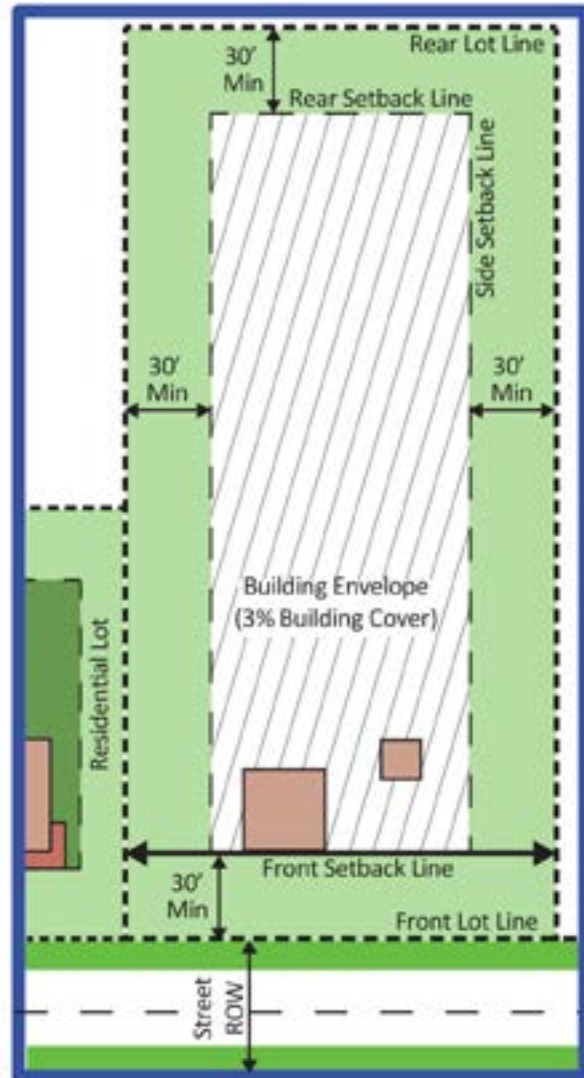 Rear Lot Line
30'
Min
Rear Setback Line
Side Setback Line
30'
Min
30'
Min
Building Envelope
(3% Building Cover)
Residential Lot
Front Setback Line
30'
Min
Front Lot Line
Street
ROW